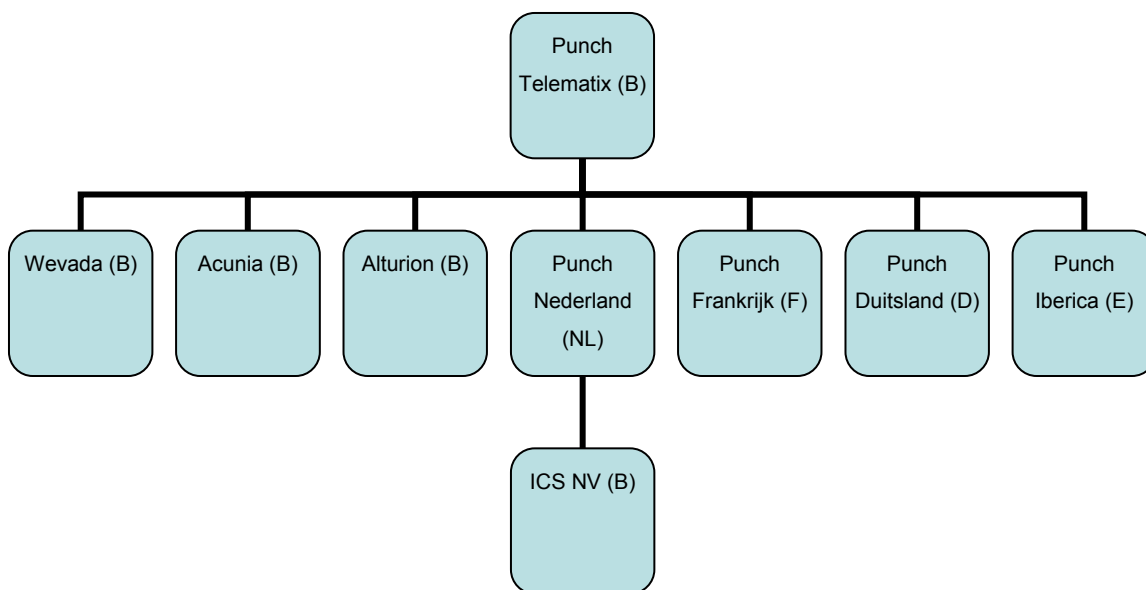 Punch
Telematix (B)
Wevada (B)
Acunia (B)
Alturion (B)
Punch
Nederland
(NL)
Punch
Frankrijk (F)
Punch
Duitsland (D)
Punch
Iberica (E)
ICS NV (B)